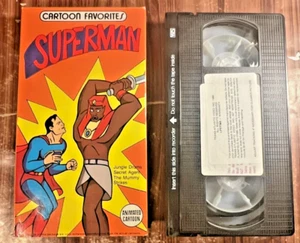 CARTOON FAVORITES
SUPERMAN
Jungle Drums
Secret Agent
The Mummy
Strikes
ANIMATED
CARTOON
VHS
Insert this side into recorder
Do not touch the tape inside